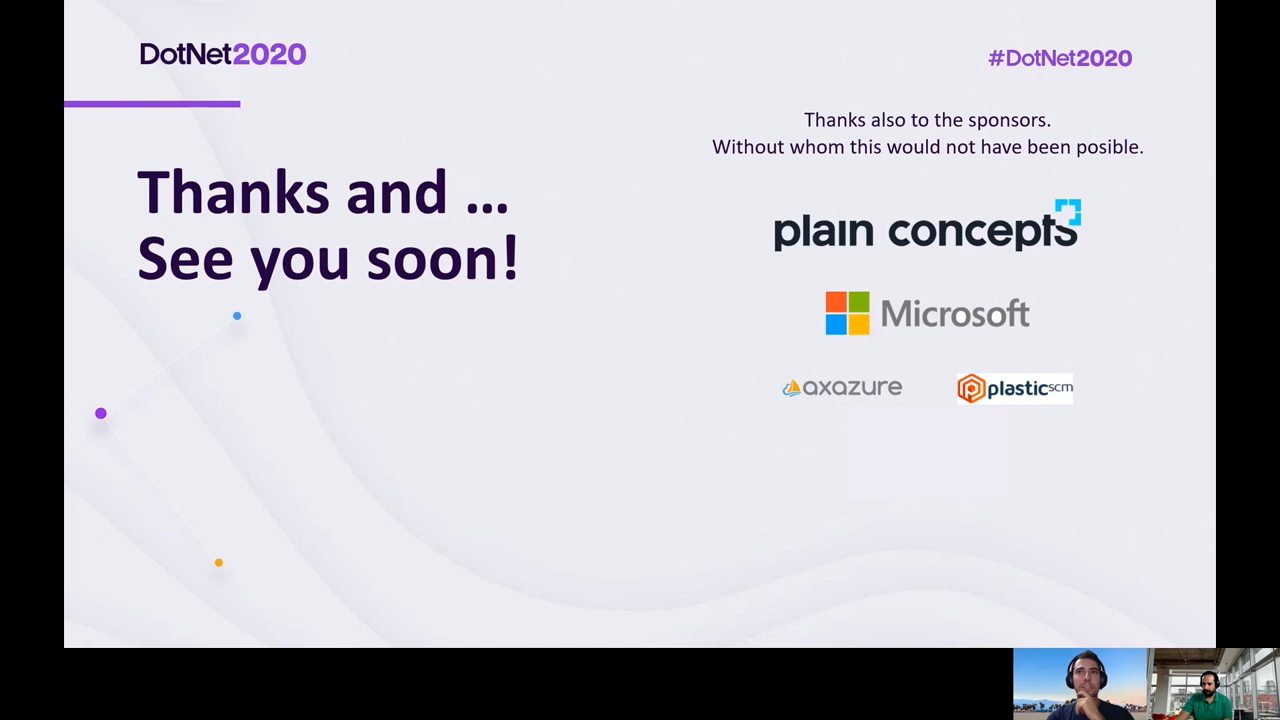 DotNet2020
#DotNet2020
Thanks and ...
See you soon!
Thanks also to the sponsors.
Without whom this would not have been posible.
plain concepts
Microsoft
axazure
plasticscm